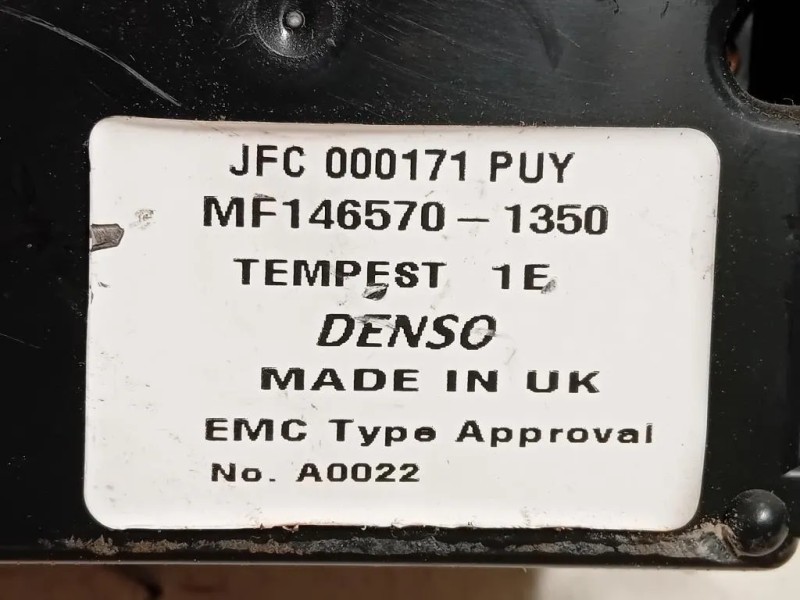 JFC 000171 PUY
MF146570-1350
TEMPEST 1E
DENSO
MADE IN UK
EMC Type Approval
No. A0022